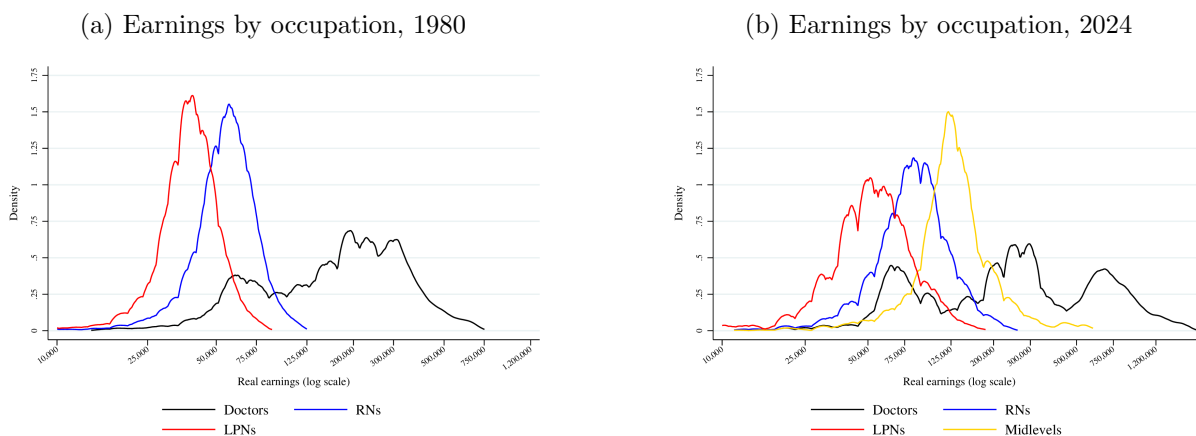 (a) Earnings by occupation, 1980
1.75
1.5
1.25
1
.75
.5
.25
0
Density
10,000 25,000 50,000 75,000 125,000 200,000 300,000 500,000 750,000 1,200,000
Real earnings (log scale)
Doctors RNs
LPNs
(b) Earnings by occupation, 2024
1.75
1.5
1.25
1
.75
.5
.25
0
Density
10,000 25,000 50,000 75,000 125,000 200,000 300,000 500,000 750,000 1,200,000
Real earnings (log scale)
Doctors RNs
LPNs Midlevels